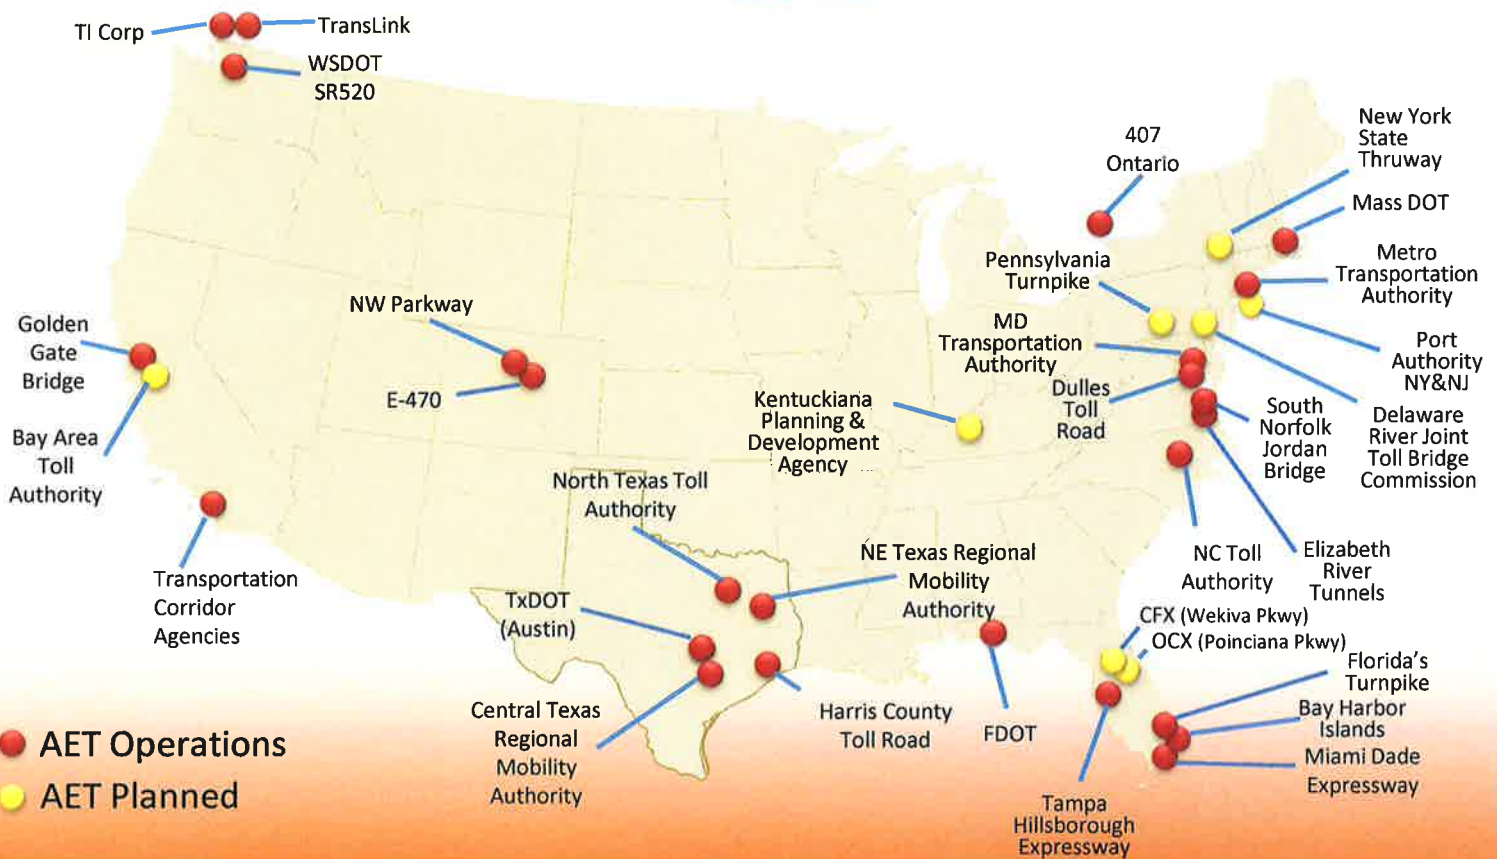 TI Corp
TransLink
WSDOT
SR520
407
Ontario
New York
State
Thruway
Mass DOT
Metro
Transportation
Authority
Pennsylvania
Turnpike
NW Parkway
MD
Transportation
Authority
Golden
Gate
Bridge
Port
Authority
NY&NJ
E-470
Dulles
Toll
Road
Kentuckiana
Planning &
Development
Agency
South
Norfolk
Jordan
Bridge
Delaware
River Joint
Toll Bridge
Commission
Bay Area
Toll
Authority
North Texas Toll
Authority
NE Texas Regional
Mobility
Authority
NC Toll
Authority
Elizabeth
River
Tunnels
Transportation
Corridor
Agencies
TxDOT
(Austin)
CFX (Wekiva Pkwy)
OCX (Poinciana Pkwy)
Florida's
Turnpike
Central Texas
Regional
Mobility
Authority
Harris County
Toll Road
FDOT
Bay Harbor
Islands
Miami Dade
Expressway
Tampa
Hillsborough
Expressway
AET Operations
AET Planned